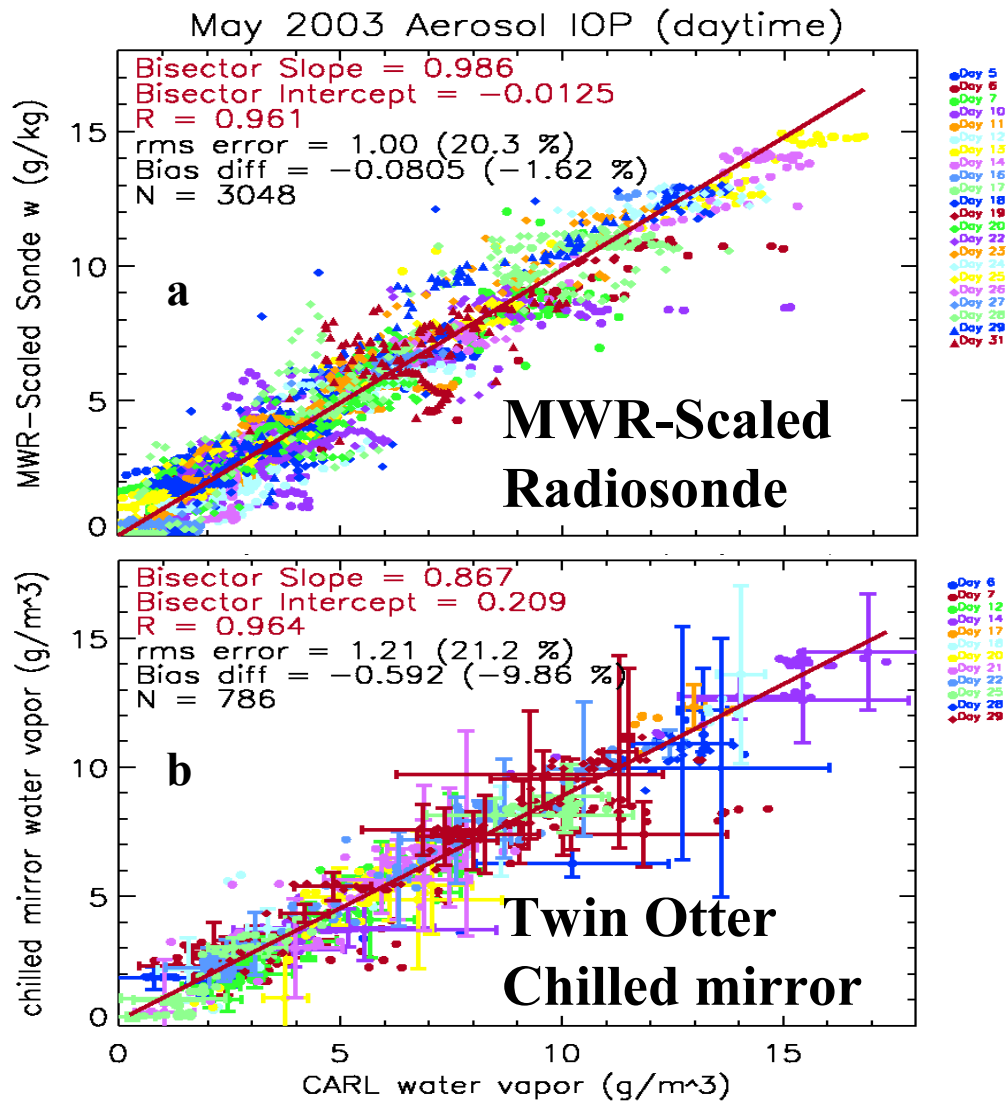 May 2003 Aerosol IOP (daytime)
Bisector Slope = 0.986
Bisector Intercept = -0.0125
R = 0.961
rms error = 1.00 (20.3 %)
Bias diff = -0.0805 (-1.62 %)
N = 3048
MWR-Scaled Sonde w (g/kg)
15
10
5
0
a
MWR-Scaled
Radiosonde
Day 5
Day 6
Day 7
Day 10
Day 11
Day 12
Day 13
Day 14
Day 16
Day 17
Day 18
Day 19
Day 20
Day 22
Day 23
Day 24
Day 25
Day 26
Day 27
Day 28
Day 29
Day 31
Bisector Slope = 0.867
Bisector Intercept = 0.209
R = 0.964
rms error = 1.21 (21.2 %)
Bias diff = -0.592 (-9.86 %)
N = 786
chilled mirror water vapor (g/m^3)
15
10
5
0
b
Twin Otter
Chilled mirror
Day 6
Day 7
Day 12
Day 14
Day 17
Day 20
Day 21
Day 22
Day 25
Day 28
Day 29
0
5
10
15
CARL water vapor (g/m^3)